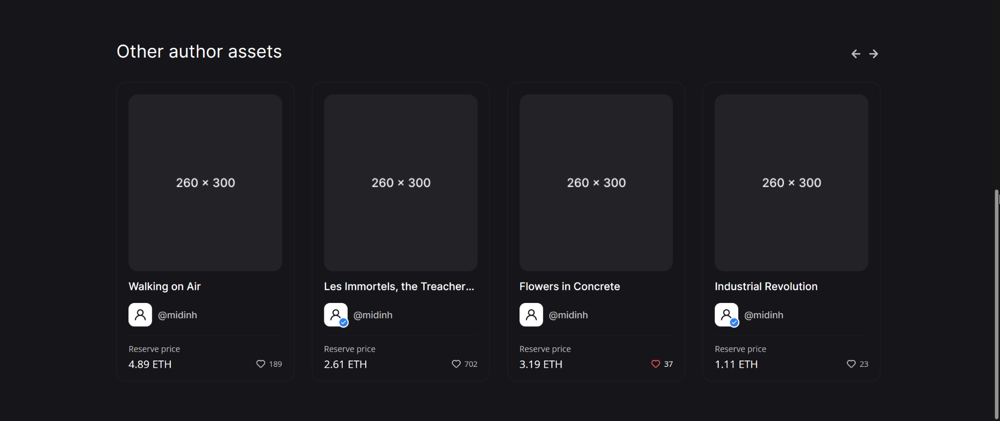 Other author assets
260 × 300
260 × 300
260 × 300
260 × 300
Walking on Air
Les Immortels, the Treacher...
Flowers in Concrete
Industrial Revolution
@midinh
@midinh
@midinh
@midinh
Reserve price
Reserve price
Reserve price
Reserve price
4.89 ETH
189
2.61 ETH
702
3.19 ETH
37
1.11 ETH
23